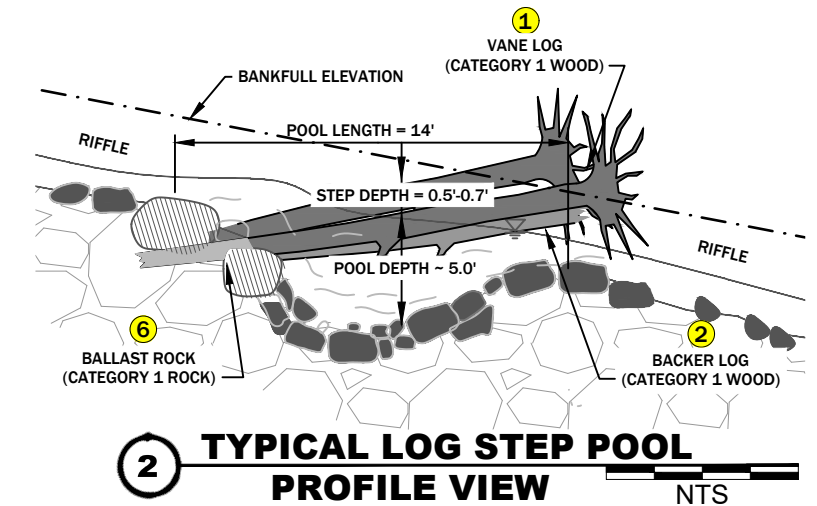 1
VANE LOG
(CATEGORY 1 WOOD)
BANKFULL ELEVATION
POOL LENGTH = 14'
RIFFLE
STEP DEPTH = 0.5'-0.7'
RIFFLE
POOL DEPTH ~ 5.0'
6
BALLAST ROCK
(CATEGORY 1 ROCK)
2
BACKER LOG
(CATEGORY 1 WOOD)
2
TYPICAL LOG STEP POOL
PROFILE VIEW
NTS